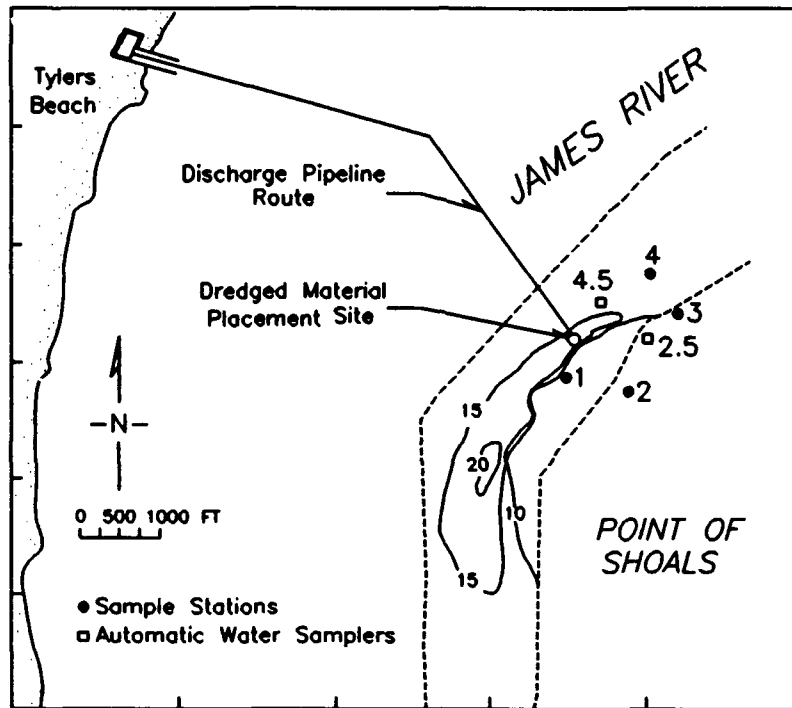 Tylers
Beach
JAMES RIVER
Discharge Pipeline
Route
4
4.5
Dredged Material
Placement Site
3
2.5
1
2
15
-N-
20
10
0 500 1000 FT
POINT OF
SHOALS
15
● Sample Stations
□ Automatic Water Samplers